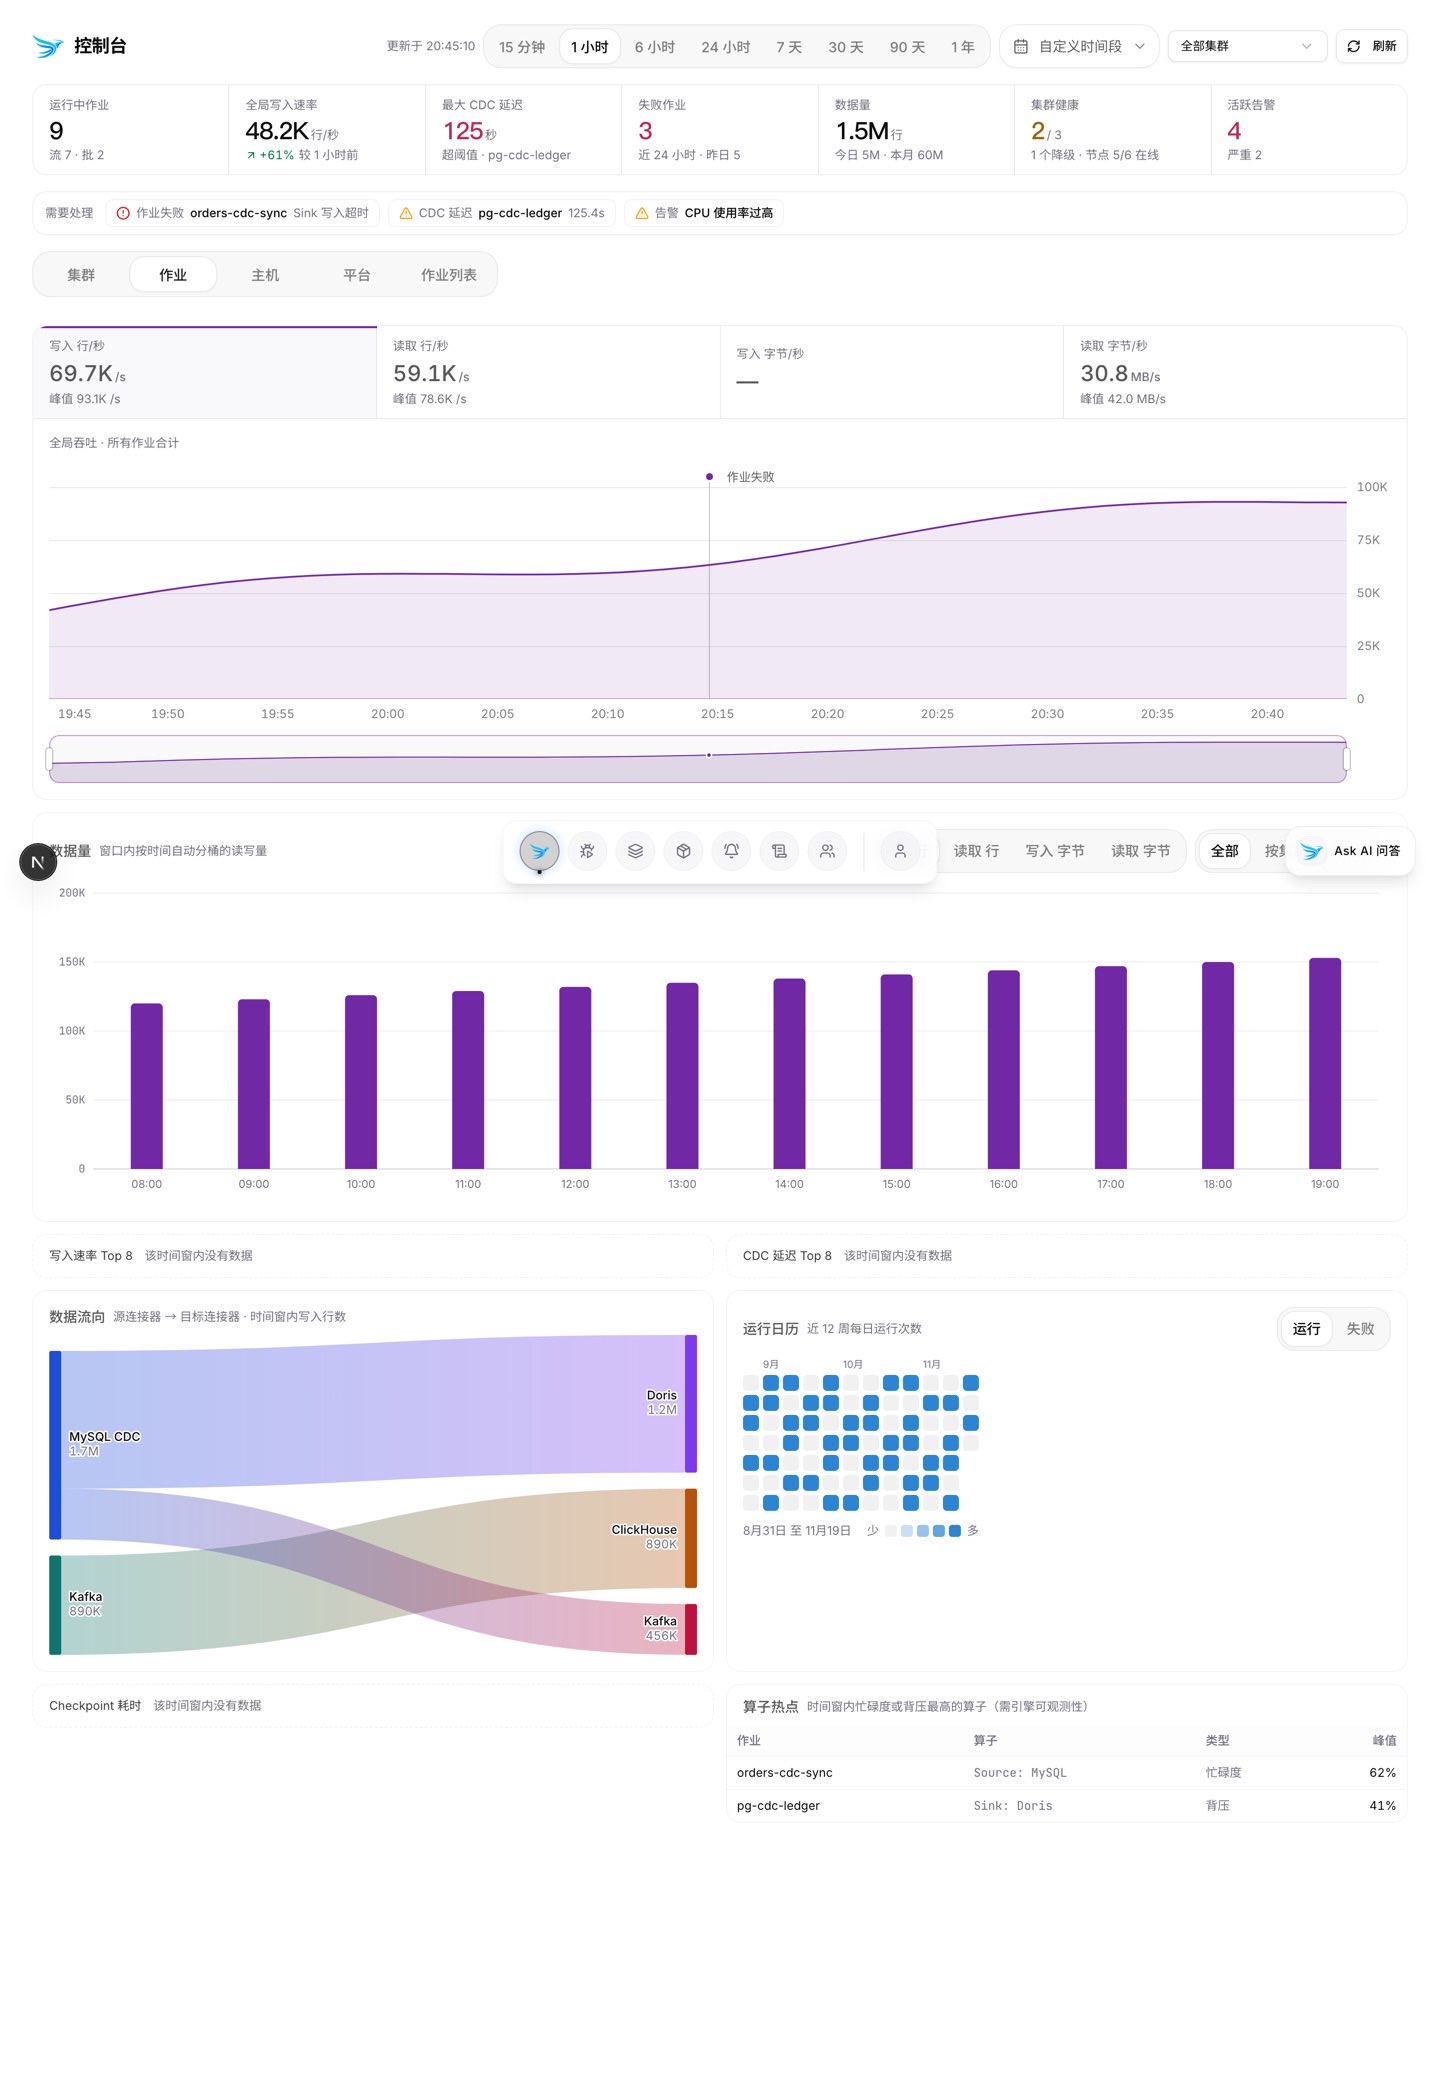 控制台
更新于 20:45:10
15 分钟 1 小时 6 小时 24 小时 7 天 30 天 90 天 1 年
自定义时间段
全部集群
刷新
运行中作业
9
流 7 · 批 2
全局写入速率
48.2K 行/秒
+61% 较 1 小时前
最大 CDC 延迟
125 秒
超阈值 · pg-cdc-ledger
失败作业
3
近 24 小时 · 昨日 5
数据量
1.5M 行
今日 5M · 本月 60M
集群健康
2 / 3
1 个降级 · 节点 5/6 在线
活跃告警
4
严重 2
需要处理
作业失败 orders-cdc-sync Sink 写入超时
CDC 延迟 pg-cdc-ledger 125.4s
告警 CPU 使用率过高
集群 作业 主机 平台 作业列表
写入 行/秒
69.7K /s
峰值 93.1K /s
读取 行/秒
59.1K /s
峰值 78.6K /s
写入 字节/秒
—
读取 字节/秒
30.8 MB/s
峰值 42.0 MB/s
全局吞吐 · 所有作业合计
作业失败
100K
75K
50K
25K
0
19:45 19:50 19:55 20:00 20:05 20:10 20:15 20:20 20:25 20:30 20:35 20:40
N
数据量 窗口内按时间自动分桶的读写量
读取 行 写入 字节 读取 字节
全部 按集
Ask AI 问答
200K
150K
100K
50K
0
08:00 09:00 10:00 11:00 12:00 13:00 14:00 15:00 16:00 17:00 18:00 19:00
写入速率 Top 8 该时间窗内没有数据
CDC 延迟 Top 8 该时间窗内没有数据
数据流向 源连接器 → 目标连接器 · 时间窗内写入行数
MySQL CDC
1.7M
Kafka
890K
Doris
1.2M
ClickHouse
890K
Kafka
456K
运行日历 近 12 周每日运行次数
运行 失败
9月 10月 11月
8月31日 至 11月19日 少 多
Checkpoint 耗时 该时间窗内没有数据
算子热点 时间窗内忙碌度或背压最高的算子（需引擎可观测性）
作业 算子 类型 峰值
orders-cdc-sync Source: MySQL 忙碌度 62%
pg-cdc-ledger Sink: Doris 背压 41%